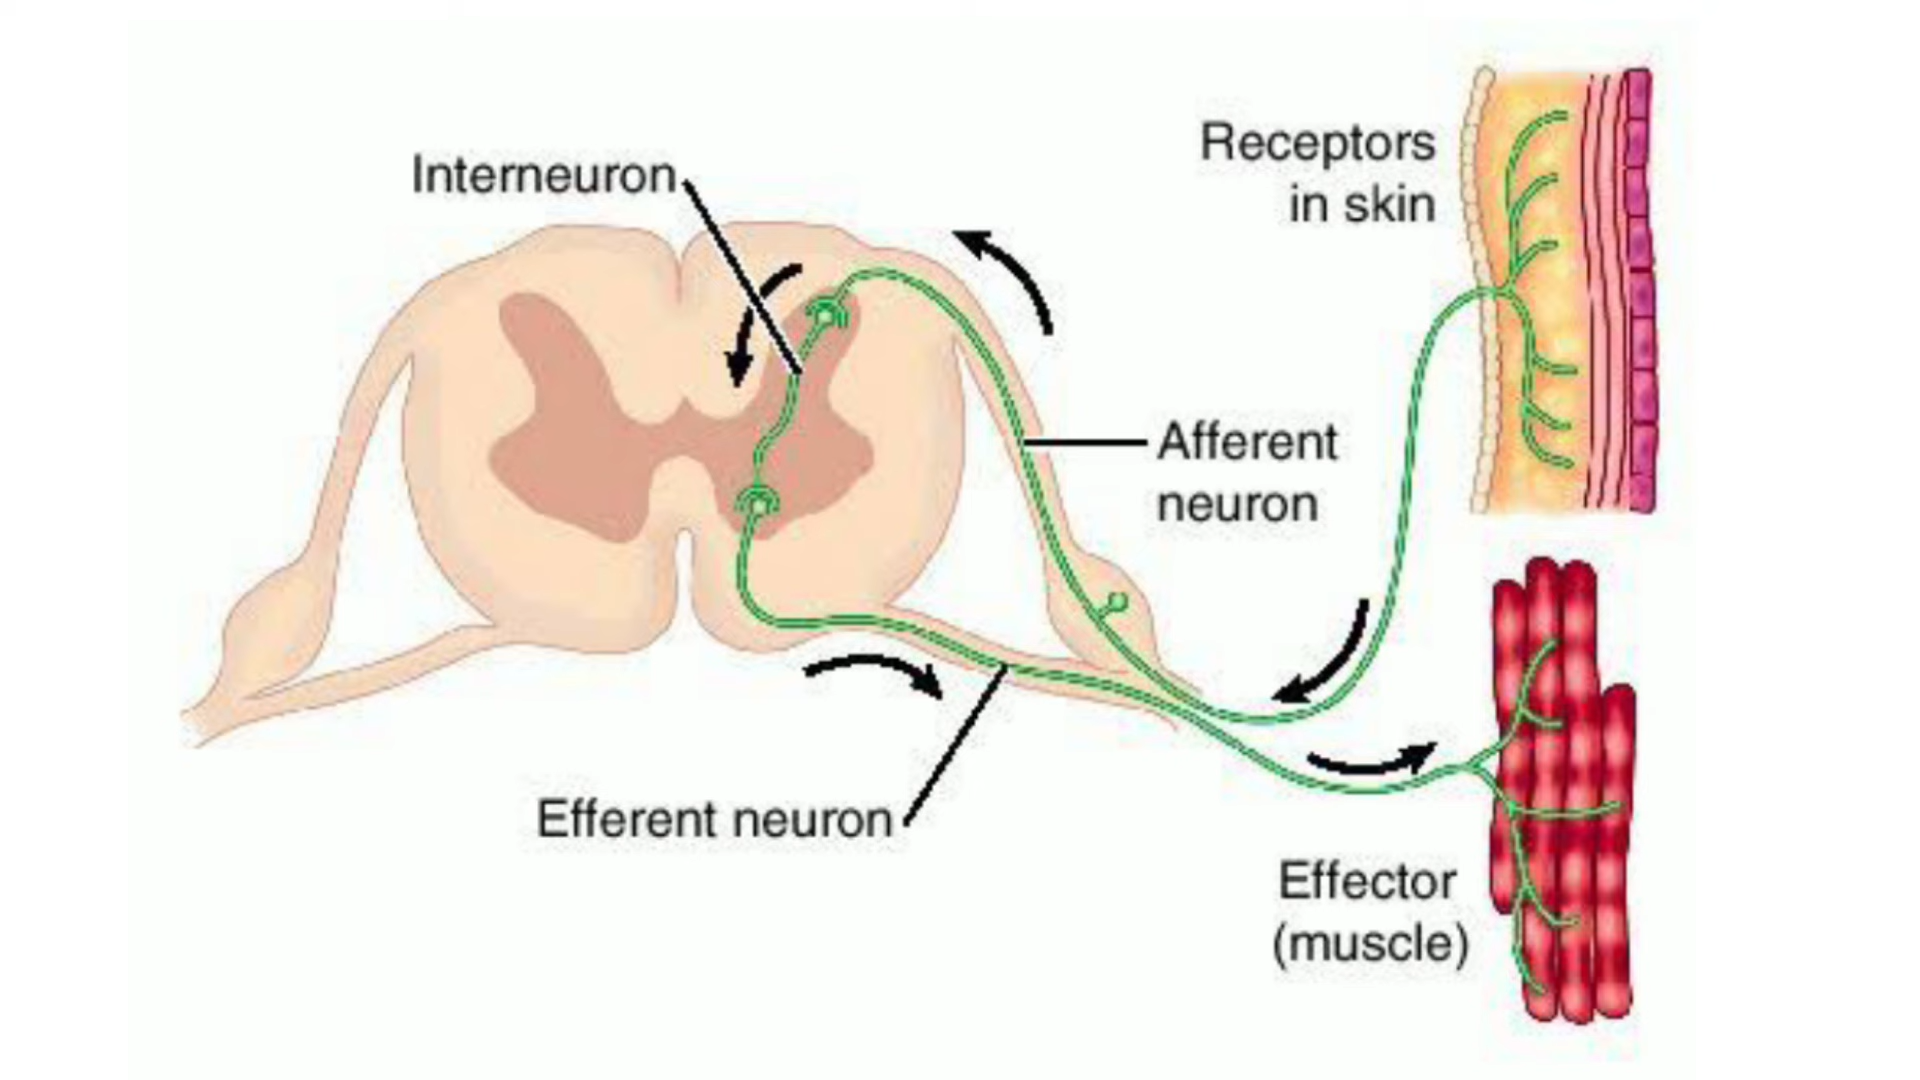 Interneuron
Receptors
in skin
Afferent
neuron
Efferent neuron
Effector
(muscle)